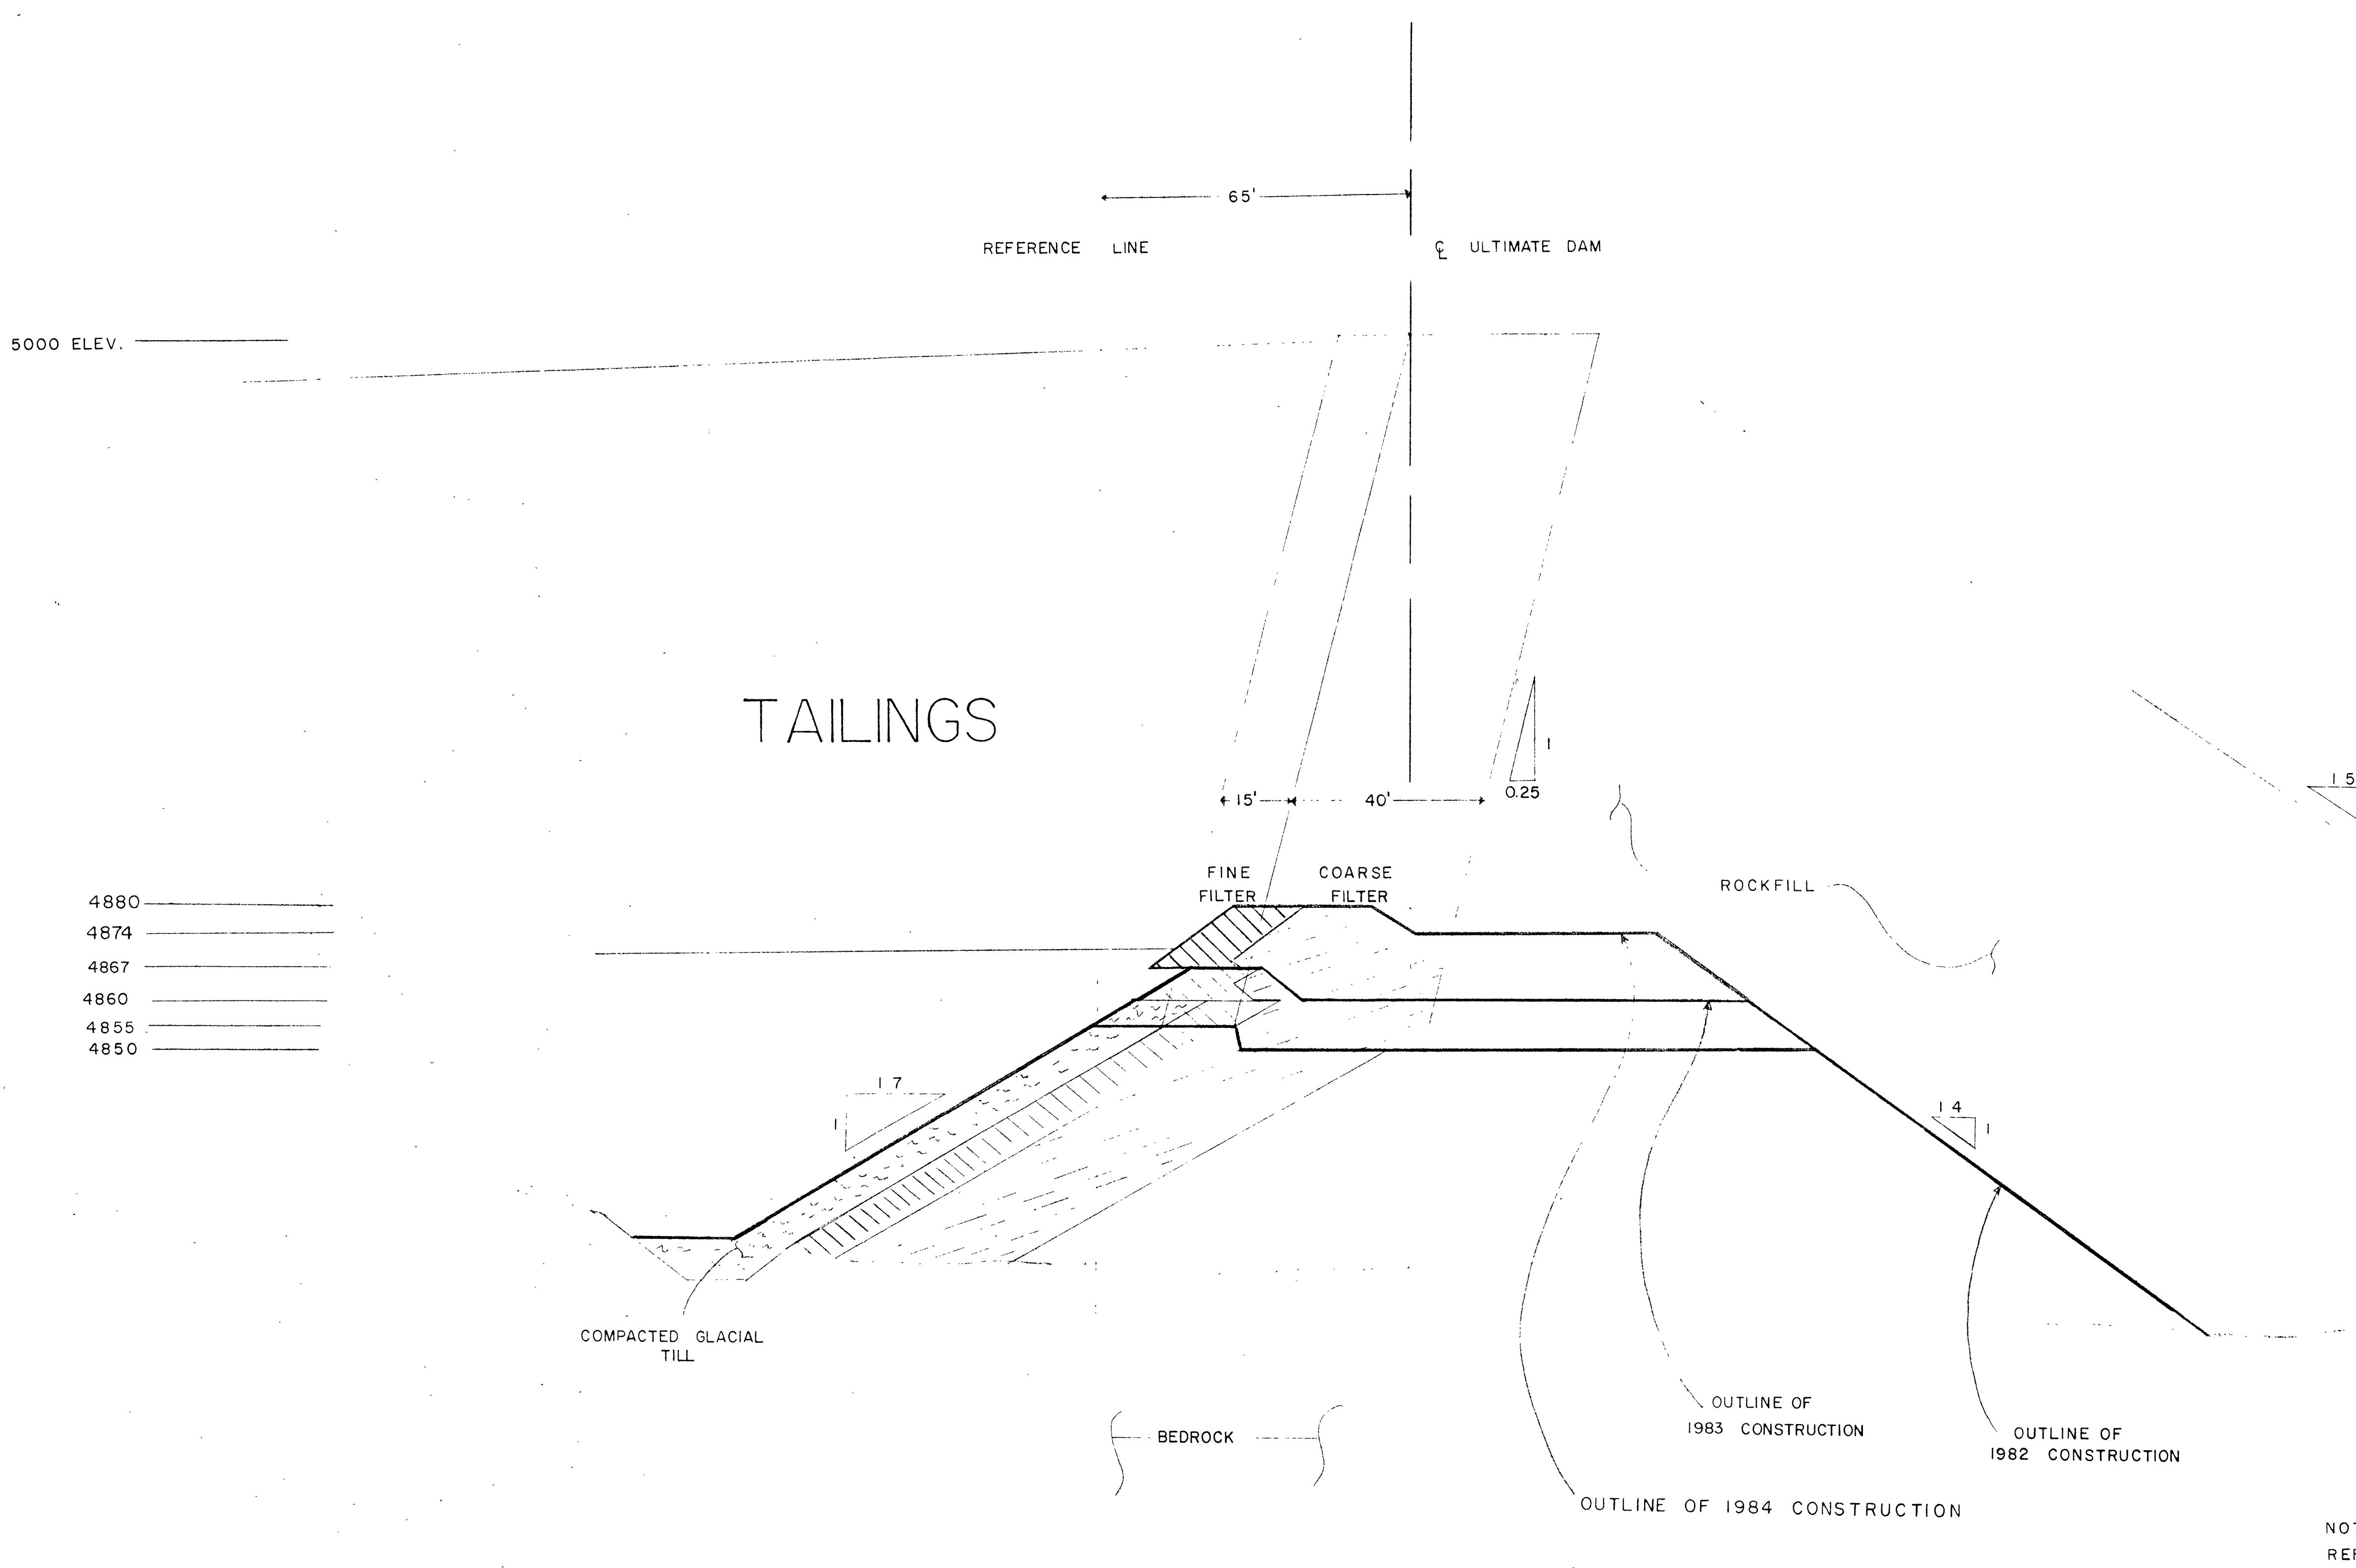 65'
REFERENCE LINE
℄ ULTIMATE DAM
5000 ELEV.
TAILINGS
1
0.25
15'
40'
1 5
FINE
FILTER
COARSE
FILTER
ROCKFILL
4880
4874
4867
4860
4855
4850
1 7
1
1 4
1
COMPACTED GLACIAL
TILL
BEDROCK
OUTLINE OF
1983 CONSTRUCTION
OUTLINE OF
1982 CONSTRUCTION
OUTLINE OF 1984 CONSTRUCTION